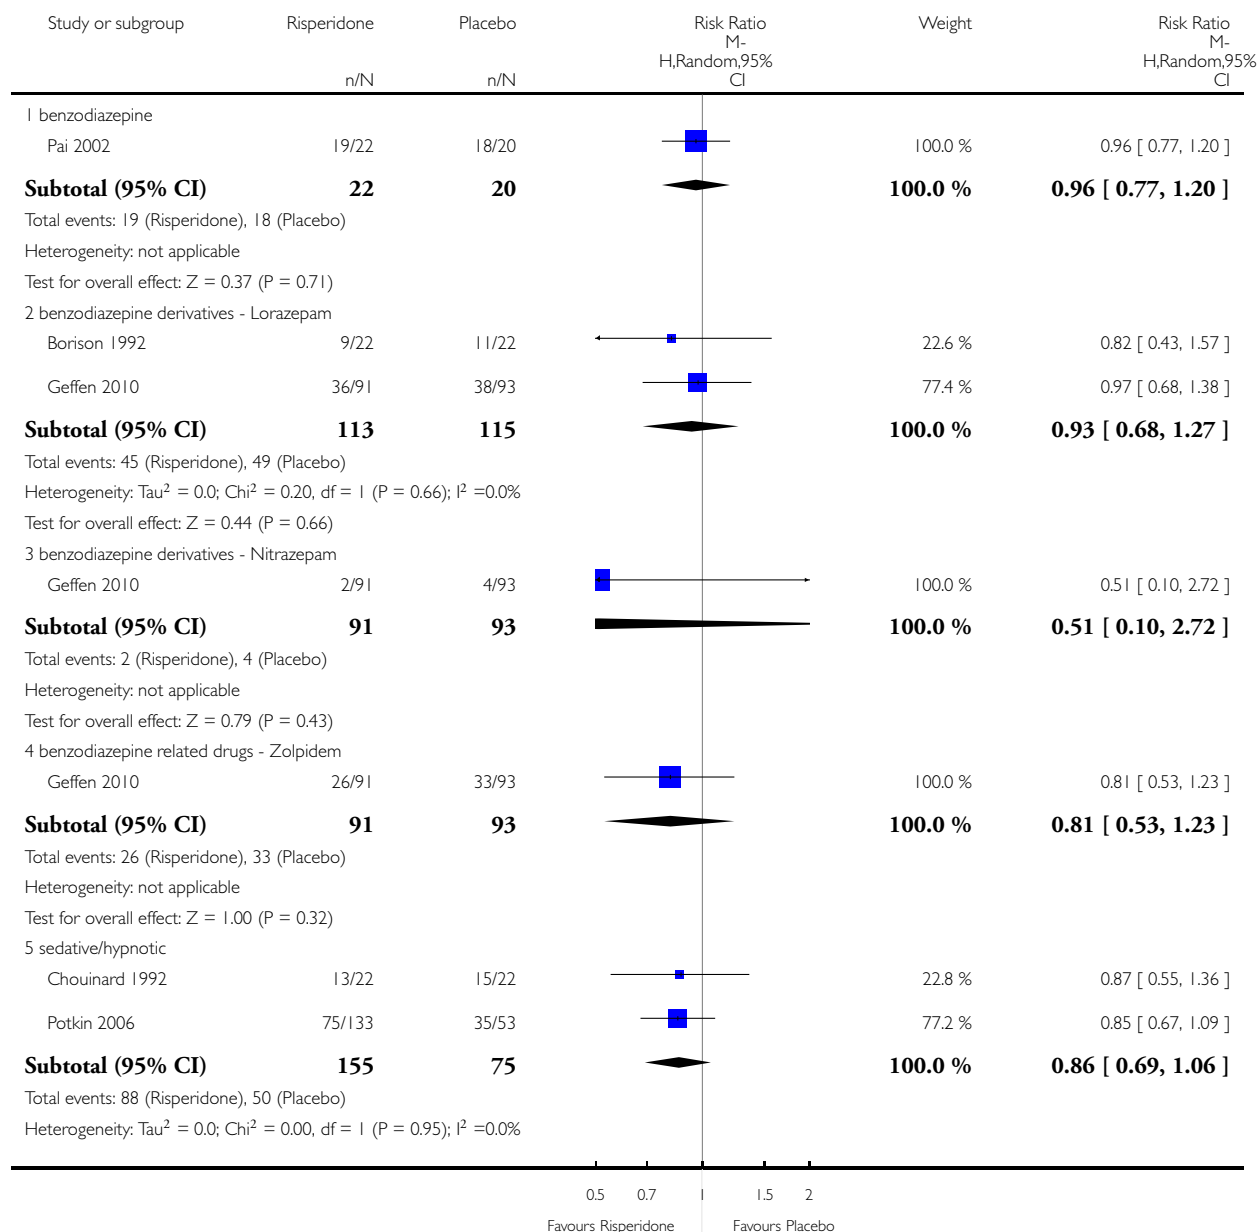 Study or subgroup Risperidone Placebo Risk Ratio Weight Risk Ratio
M- M-
H,Random,95% H,Random,95%
n/N n/N CI CI
1 benzodiazepine
Pai 2002 19/22 18/20 100.0 % 0.96 [ 0.77, 1.20 ]
Subtotal (95% CI) 22 20 100.0 % 0.96 [ 0.77, 1.20 ]
Total events: 19 (Risperidone), 18 (Placebo)
Heterogeneity: not applicable
Test for overall effect: Z = 0.37 (P = 0.71)
2 benzodiazepine derivatives - Lorazepam
Borison 1992 9/22 11/22 22.6 % 0.82 [ 0.43, 1.57 ]
Geffen 2010 36/91 38/93 77.4 % 0.97 [ 0.68, 1.38 ]
Subtotal (95% CI) 113 115 100.0 % 0.93 [ 0.68, 1.27 ]
Total events: 45 (Risperidone), 49 (Placebo)
Heterogeneity: Tau² = 0.0; Chi² = 0.20, df = 1 (P = 0.66); I² =0.0%
Test for overall effect: Z = 0.44 (P = 0.66)
3 benzodiazepine derivatives - Nitrazepam
Geffen 2010 2/91 4/93 100.0 % 0.51 [ 0.10, 2.72 ]
Subtotal (95% CI) 91 93 100.0 % 0.51 [ 0.10, 2.72 ]
Total events: 2 (Risperidone), 4 (Placebo)
Heterogeneity: not applicable
Test for overall effect: Z = 0.79 (P = 0.43)
4 benzodiazepine related drugs - Zolpidem
Geffen 2010 26/91 33/93 100.0 % 0.81 [ 0.53, 1.23 ]
Subtotal (95% CI) 91 93 100.0 % 0.81 [ 0.53, 1.23 ]
Total events: 26 (Risperidone), 33 (Placebo)
Heterogeneity: not applicable
Test for overall effect: Z = 1.00 (P = 0.32)
5 sedative/hypnotic
Chouinard 1992 13/22 15/22 22.8 % 0.87 [ 0.55, 1.36 ]
Potkin 2006 75/133 35/53 77.2 % 0.85 [ 0.67, 1.09 ]
Subtotal (95% CI) 155 75 100.0 % 0.86 [ 0.69, 1.06 ]
Total events: 88 (Risperidone), 50 (Placebo)
Heterogeneity: Tau² = 0.0; Chi² = 0.00, df = 1 (P = 0.95); I² =0.0%
0.5 0.7 1 1.5 2
Favours Risperidone Favours Placebo